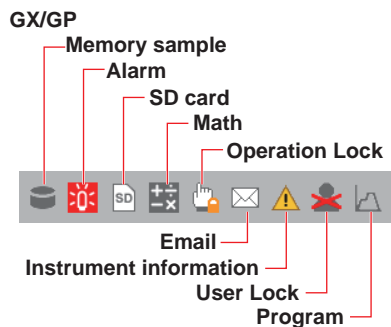 GX/GP
Memory sample
Alarm
SD card
Math
Operation Lock
SD
Email
Instrument information
User Lock
Program